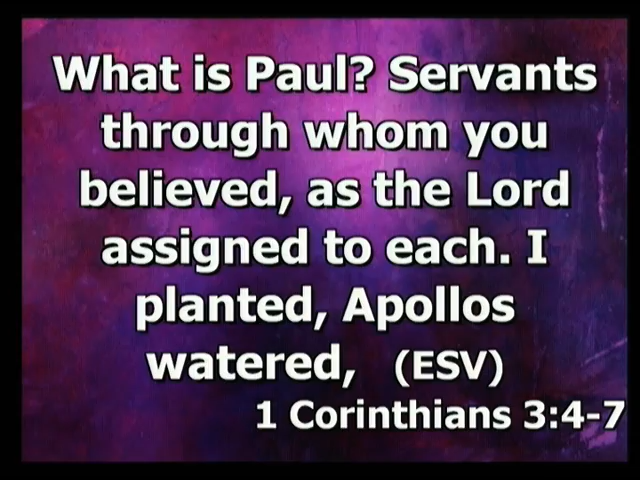 What is Paul? Servants
through whom you
believed, as the Lord
assigned to each. I
planted, Apollos
watered, (ESV)
1 Corinthians 3:4-7